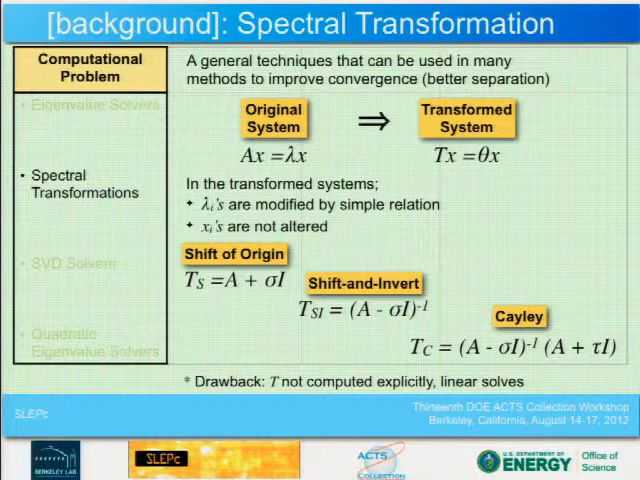 [background]: Spectral Transformation
Computational
Problem
• Eigenvalue Solvers
• Spectral
Transformations
• SVD Solvers
• Quadratic
Eigenvalue Solvers
A general techniques that can be used in many
methods to improve convergence (better separation)
Original
System
⇒
Transformed
System
Ax =λx
Tx =θx
In the transformed systems;
✦ λi's are modified by simple relation
✦ xi's are not altered
Shift of Origin
TS =A + σI
Shift-and-Invert
TSI = (A - σI)-1
Cayley
TC = (A - σI)-1 (A + τI)
* Drawback: T not computed explicitly, linear solves
SLEPc
Thirteenth DOE ACTS Collection Workshop
Berkeley, California, August 14-17, 2012
BERKELEY LAB
SLEPc
ACTS
COLLECTION
U.S. DEPARTMENT OF
ENERGY
Office of
Science